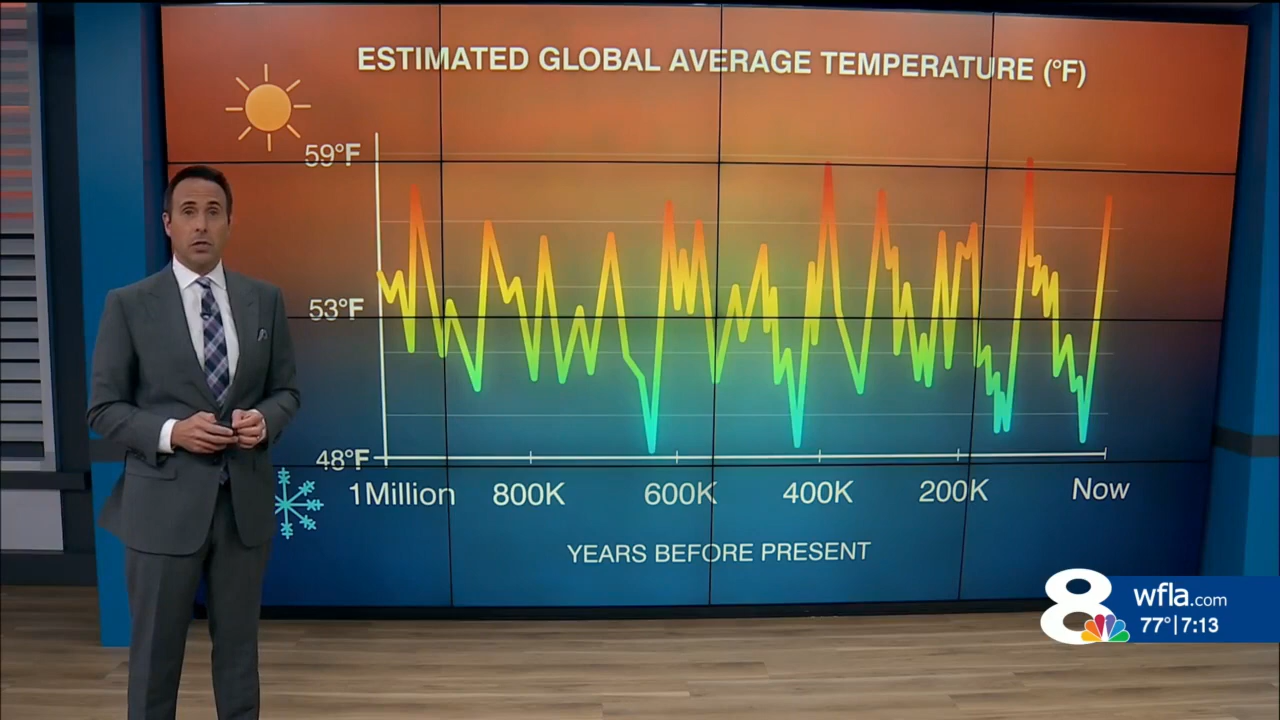 ESTIMATED GLOBAL AVERAGE TEMPERATURE (°F)
59°F
53°F
48°F
1Million 800K 600K 400K 200K Now
YEARS BEFORE PRESENT
8 wfla.com
77° 7:13